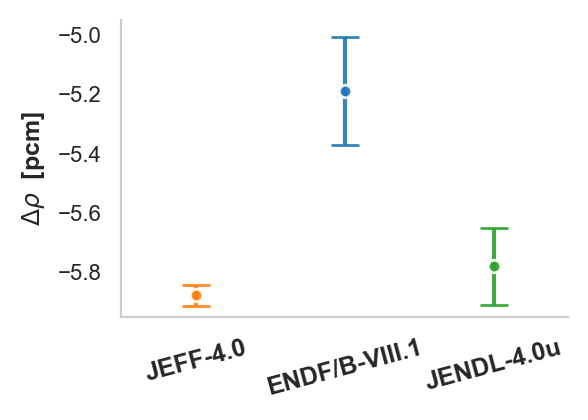 Δρ [pcm]
−5.0
−5.2
−5.4
−5.6
−5.8
JEFF-4.0
ENDF/B-VIII.1
JENDL-4.0u